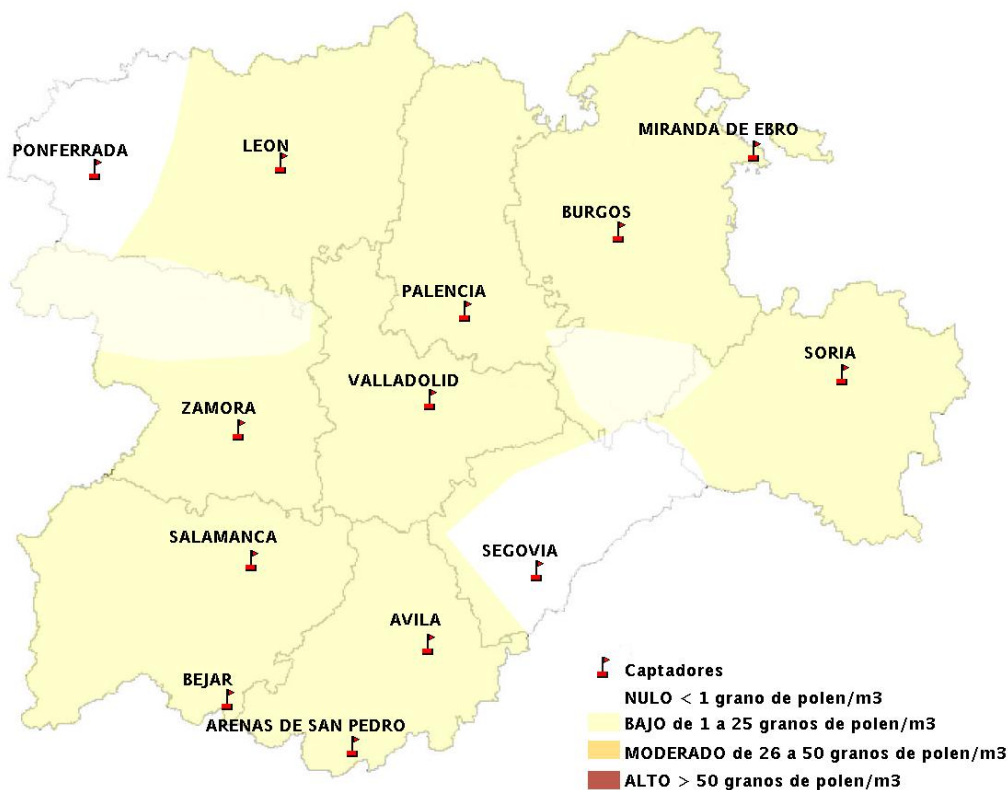 MIRANDA DE EBRO
PONFERRADA
LEON
BURGOS
PALENCIA
SORIA
VALLADOLID
ZAMORA
SALAMANCA
SEGOVIA
AVILA
BEJAR
ARENAS DE SAN PEDRO
Captadores
NULO < 1 grano de polen/m3
BAJO de 1 a 25 granos de polen/m3
MODERADO de 26 a 50 granos de polen/m3
ALTO > 50 granos de polen/m3